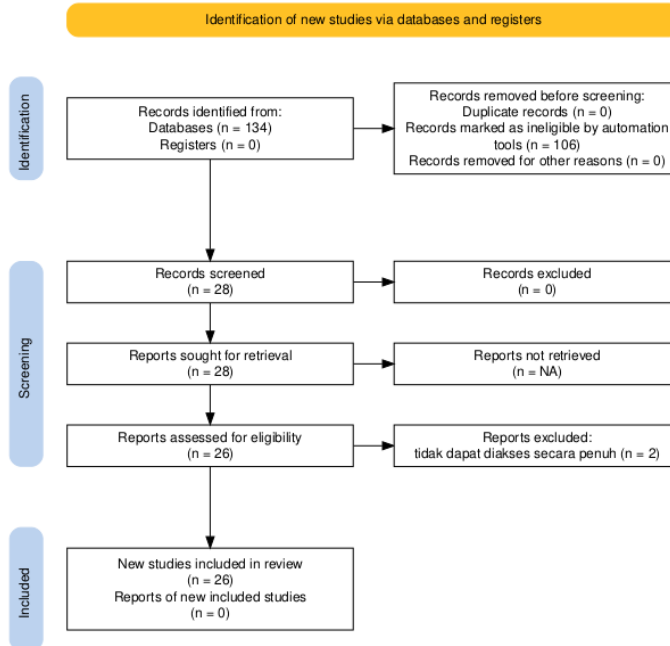 Identification of new studies via databases and registers
Identification
Records identified from:
Databases (n = 134)
Registers (n = 0)
Records removed before screening:
Duplicate records (n = 0)
Records marked as ineligible by automation
tools (n = 106)
Records removed for other reasons (n = 0)
Screening
Records screened
(n = 28)
Records excluded
(n = 0)
Reports sought for retrieval
(n = 28)
Reports not retrieved
(n = NA)
Reports assessed for eligibility
(n = 26)
Reports excluded:
tidak dapat diakses secara penuh (n = 2)
Included
New studies included in review
(n = 26)
Reports of new included studies
(n = 0)